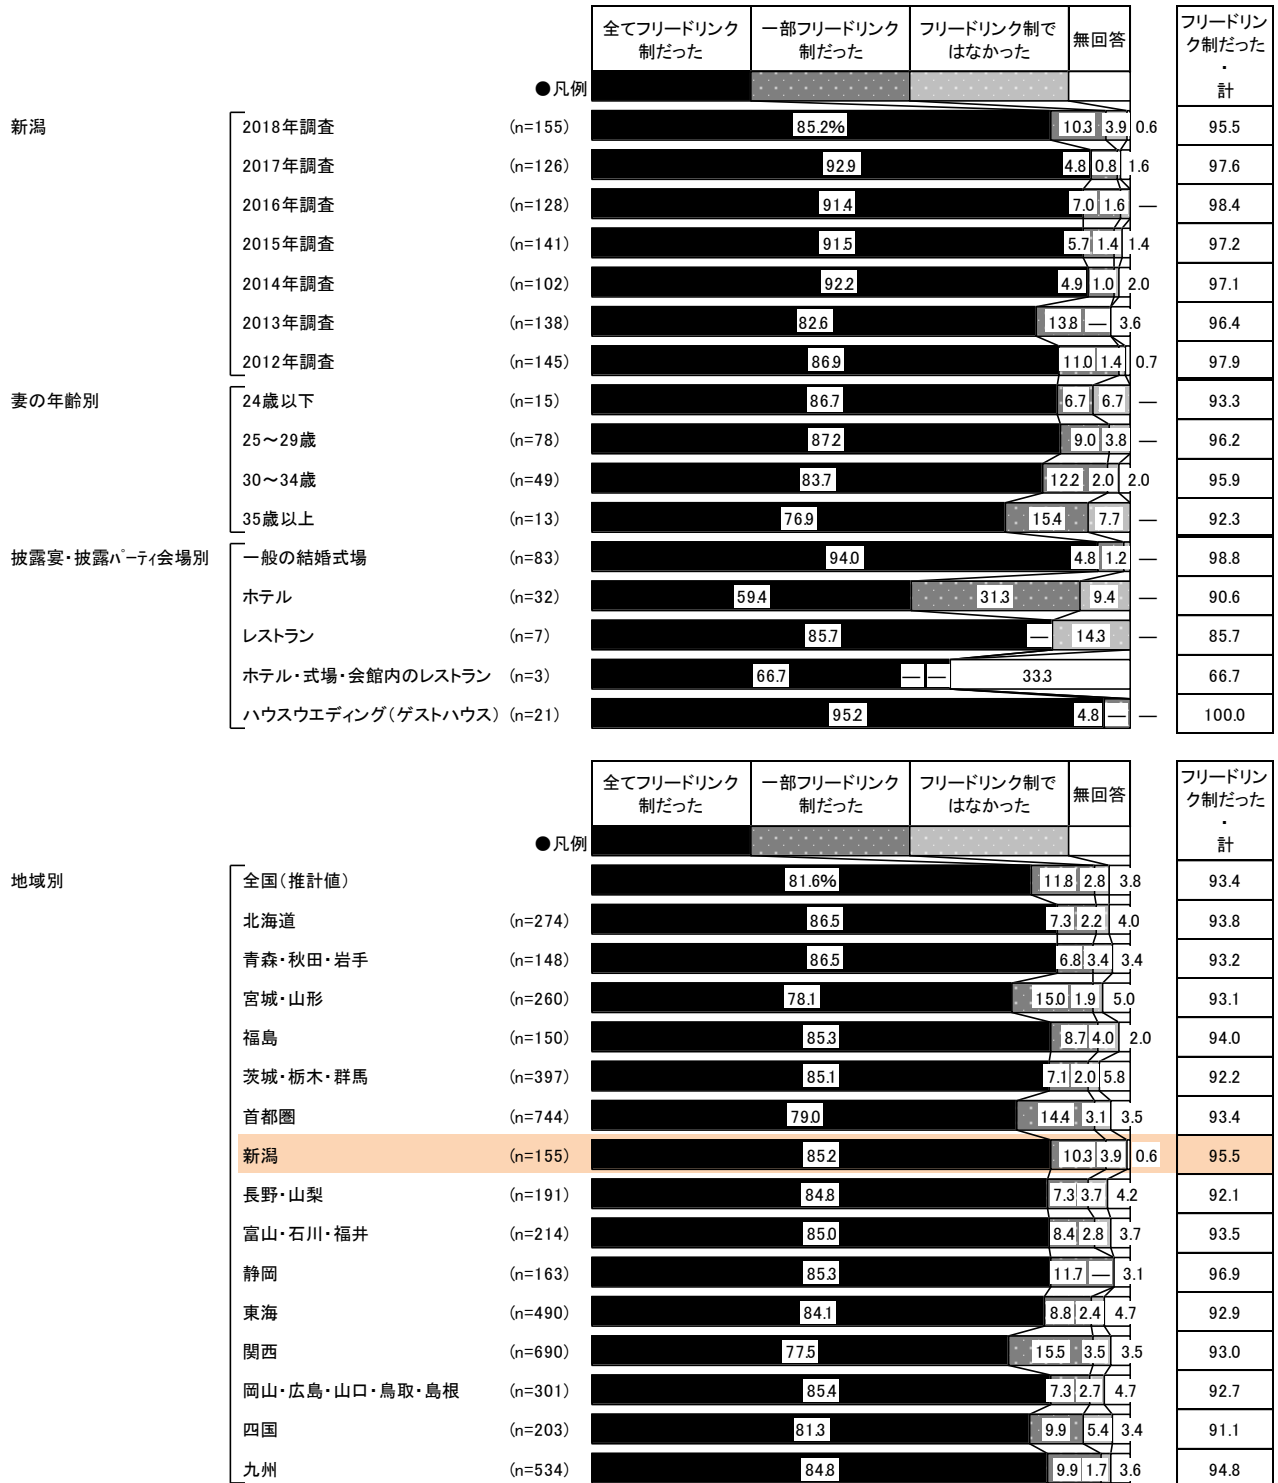 全てフリードリンク制だった 一部フリードリンク制だった フリードリンク制ではなかった 無回答 フリードリンク制だった・計
●凡例
新潟 2018年調査 (n=155) 85.2% 10.3 3.9 0.6 95.5
2017年調査 (n=126) 92.9 4.8 0.8 1.6 97.6
2016年調査 (n=128) 91.4 7.0 1.6 — 98.4
2015年調査 (n=141) 91.5 5.7 1.4 1.4 97.2
2014年調査 (n=102) 92.2 4.9 1.0 2.0 97.1
2013年調査 (n=138) 82.6 13.8 — 3.6 96.4
2012年調査 (n=145) 86.9 11.0 1.4 0.7 97.9
妻の年齢別 24歳以下 (n=15) 86.7 6.7 6.7 — 93.3
25～29歳 (n=78) 87.2 9.0 3.8 — 96.2
30～34歳 (n=49) 83.7 12.2 2.0 2.0 95.9
35歳以上 (n=13) 76.9 15.4 7.7 — 92.3
披露宴・披露パーティ会場別 一般の結婚式場 (n=83) 94.0 4.8 1.2 — 98.8
ホテル (n=32) 59.4 31.3 9.4 — 90.6
レストラン (n=7) 85.7 — 14.3 — 85.7
ホテル・式場・会館内のレストラン (n=3) 66.7 — — 33.3 66.7
ハウスウエディング（ゲストハウス） (n=21) 95.2 4.8 — — 100.0
全てフリードリンク制だった 一部フリードリンク制だった フリードリンク制ではなかった 無回答 フリードリンク制だった・計
●凡例
地域別 全国（推計値） 81.6% 11.8 2.8 3.8 93.4
北海道 (n=274) 86.5 7.3 2.2 4.0 93.8
青森・秋田・岩手 (n=148) 86.5 6.8 3.4 3.4 93.2
宮城・山形 (n=260) 78.1 15.0 1.9 5.0 93.1
福島 (n=150) 85.3 8.7 4.0 2.0 94.0
茨城・栃木・群馬 (n=397) 85.1 7.1 2.0 5.8 92.2
首都圏 (n=744) 79.0 14.4 3.1 3.5 93.4
新潟 (n=155) 85.2 10.3 3.9 0.6 95.5
長野・山梨 (n=191) 84.8 7.3 3.7 4.2 92.1
富山・石川・福井 (n=214) 85.0 8.4 2.8 3.7 93.5
静岡 (n=163) 85.3 11.7 — 3.1 96.9
東海 (n=490) 84.1 8.8 2.4 4.7 92.9
関西 (n=690) 77.5 15.5 3.5 3.5 93.0
岡山・広島・山口・鳥取・島根 (n=301) 85.4 7.3 2.7 4.7 92.7
四国 (n=203) 81.3 9.9 5.4 3.4 91.1
九州 (n=534) 84.8 9.9 1.7 3.6 94.8